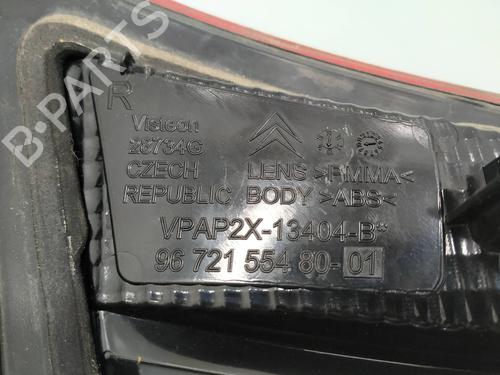 B-PARTS
R
Visteon
28734G
CZECH LENS >PMMA<
REPUBLIC BODY >ABS<
VPAP2X-13404-B*
96 721 554 80-01